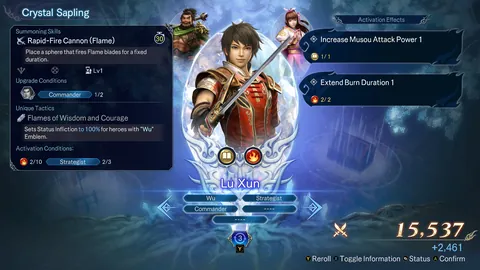 Crystal Sapling
Summoning Skills
Rapid-Fire Cannon (Flame)
30
Place a sphere that fires Flame blades for a fixed
duration.
Lv1
Upgrade Conditions
Commander 1/2
Unique Tactics
Flames of Wisdom and Courage
Sets Status Infliction to 100% for heroes with "Wu"
Emblem.
Activation Conditions:
2/10 Strategist 2/3
Activation Effects
Increase Musou Attack Power 1
1/1
Extend Burn Duration 1
2/2
Lu Xun
Wu Strategist
Commander ----
----
Y
15,537
+2,461
Reroll Toggle Information Status Confirm